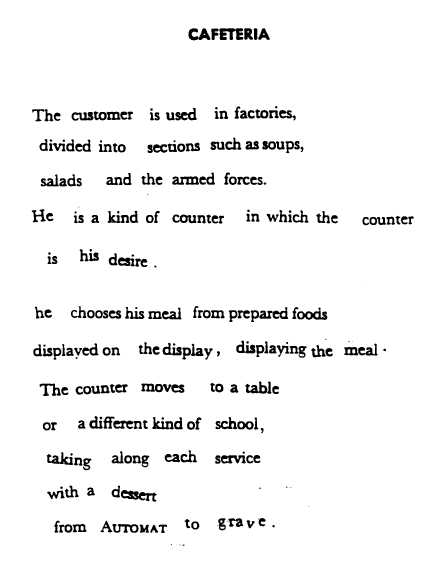 CAFETERIA
The customer is used in factories,
divided into sections such as soups,
salads and the armed forces.
He is a kind of counter in which the counter
is his desire.
he chooses his meal from prepared foods
displayed on the display, displaying the meal.
The counter moves to a table
or a different kind of school,
taking along each service
with a dessert
from AUTOMAT to grave.